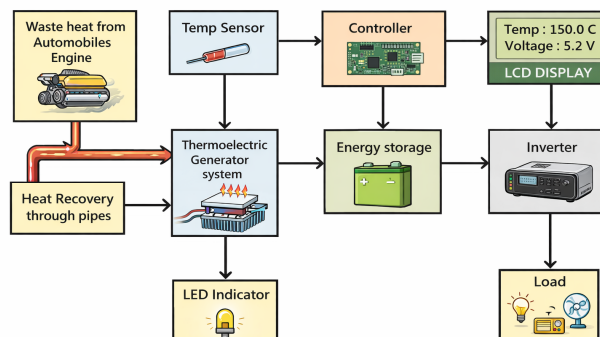 Waste heat from
Automobiles
Engine
Temp Sensor
Controller
Temp : 150.0 C
Voltage : 5.2 V
LCD DISPLAY
Thermoelectric
Generator
system
Energy storage
Inverter
Heat Recovery
through pipes
LED Indicator
Load